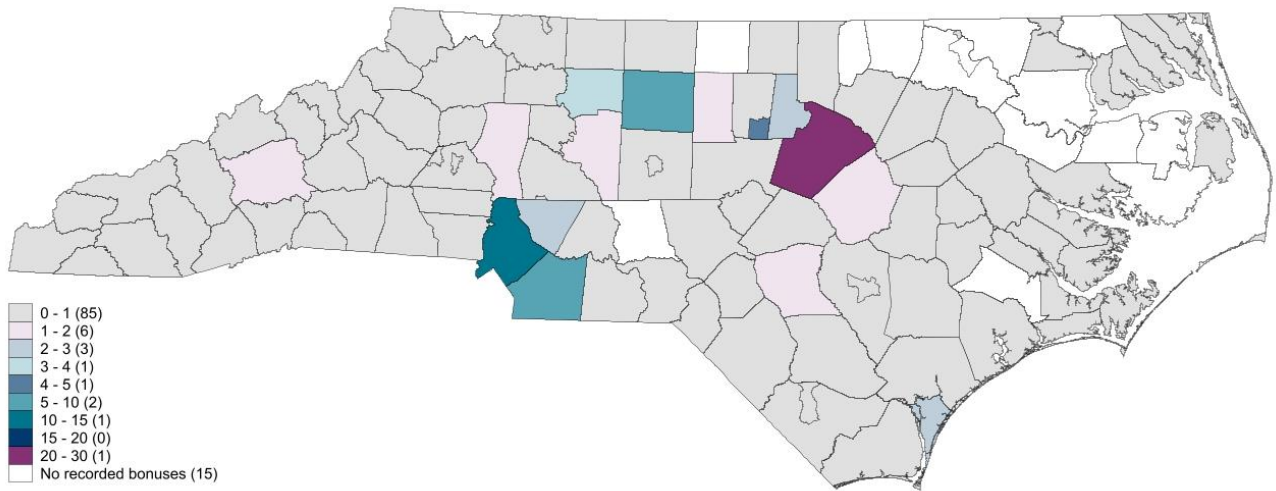 0 - 1 (85)
1 - 2 (6)
2 - 3 (3)
3 - 4 (1)
4 - 5 (1)
5 - 10 (2)
10 - 15 (1)
15 - 20 (0)
20 - 30 (1)
No recorded bonuses (15)